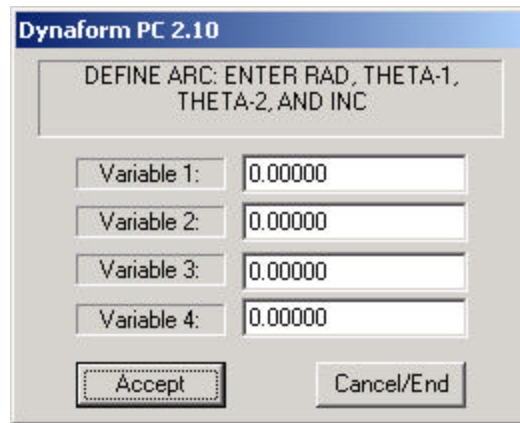 Dynaform PC 2.10
DEFINE ARC: ENTER RAD, THETA-1,
THETA-2, AND INC
Variable 1: 0.00000
Variable 2: 0.00000
Variable 3: 0.00000
Variable 4: 0.00000
Accept Cancel/End